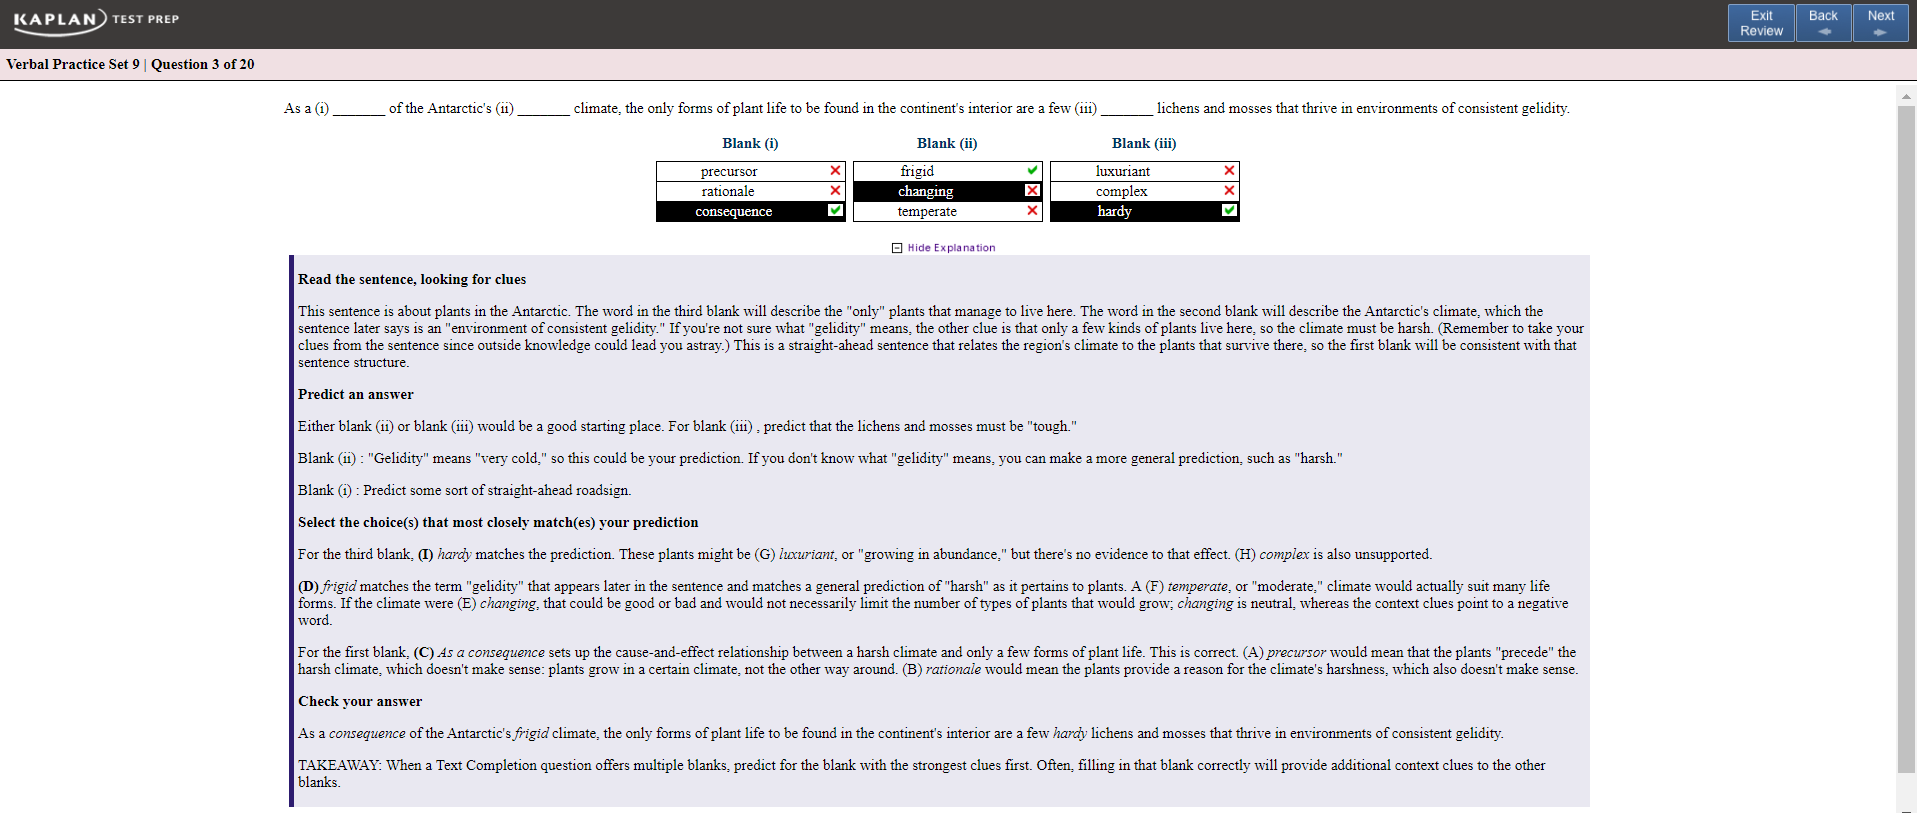 KAPLAN TEST PREP
Exit Review
Back
Next
Verbal Practice Set 9 | Question 3 of 20
As a (i) _______ of the Antarctic's (ii) _______ climate, the only forms of plant life to be found in the continent's interior are a few (iii) _______ lichens and mosses that thrive in environments of consistent gelidity.
Blank (i) Blank (ii) Blank (iii)
precursor frigid luxuriant
rationale changing complex
consequence temperate hardy
Hide Explanation
Read the sentence, looking for clues
This sentence is about plants in the Antarctic. The word in the third blank will describe the "only" plants that manage to live here. The word in the second blank will describe the Antarctic's climate, which the
sentence later says is an "environment of consistent gelidity." If you're not sure what "gelidity" means, the other clue is that only a few kinds of plants live here, so the climate must be harsh. (Remember to take your
clues from the sentence since outside knowledge could lead you astray.) This is a straight-ahead sentence that relates the region's climate to the plants that survive there, so the first blank will be consistent with that
sentence structure.
Predict an answer
Either blank (ii) or blank (iii) would be a good starting place. For blank (iii) , predict that the lichens and mosses must be "tough."
Blank (ii) : "Gelidity" means "very cold," so this could be your prediction. If you don't know what "gelidity" means, you can make a more general prediction, such as "harsh."
Blank (i) : Predict some sort of straight-ahead roadsign.
Select the choice(s) that most closely match(es) your prediction
For the third blank, (I) hardy matches the prediction. These plants might be (G) luxuriant, or "growing in abundance," but there's no evidence to that effect. (H) complex is also unsupported.
(D) frigid matches the term "gelidity" that appears later in the sentence and matches a general prediction of "harsh" as it pertains to plants. A (F) temperate, or "moderate," climate would actually suit many life
forms. If the climate were (E) changing, that could be good or bad and would not necessarily limit the number of types of plants that would grow; changing is neutral, whereas the context clues point to a negative
word.
For the first blank, (C) As a consequence sets up the cause-and-effect relationship between a harsh climate and only a few forms of plant life. This is correct. (A) precursor would mean that the plants "precede" the
harsh climate, which doesn't make sense: plants grow in a certain climate, not the other way around. (B) rationale would mean the plants provide a reason for the climate's harshness, which also doesn't make sense.
Check your answer
As a consequence of the Antarctic's frigid climate, the only forms of plant life to be found in the continent's interior are a few hardy lichens and mosses that thrive in environments of consistent gelidity.
TAKEAWAY: When a Text Completion question offers multiple blanks, predict for the blank with the strongest clues first. Often, filling in that blank correctly will provide additional context clues to the other
blanks.